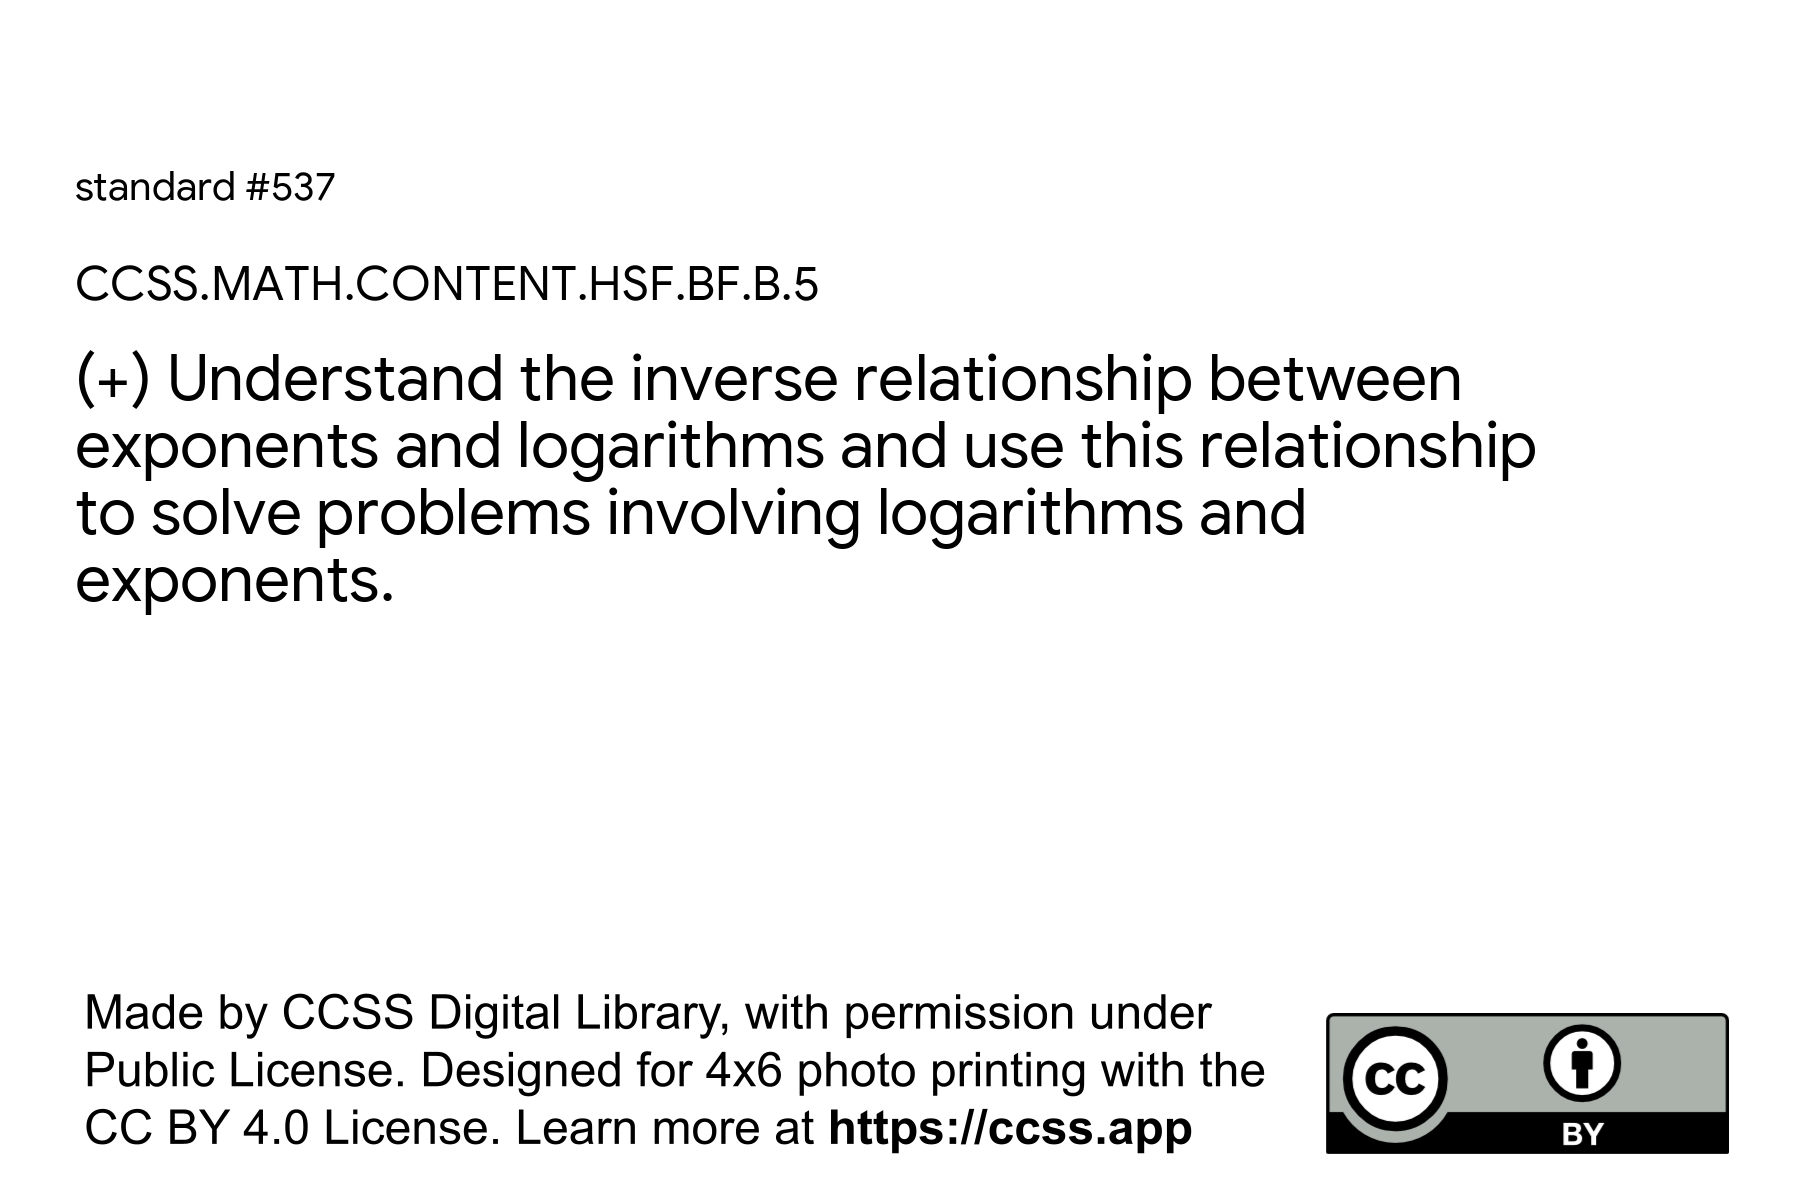 standard #537
CCSS.MATH.CONTENT.HSF.BF.B.5
(+) Understand the inverse relationship between
exponents and logarithms and use this relationship
to solve problems involving logarithms and
exponents.
Made by CCSS Digital Library, with permission under
Public License. Designed for 4x6 photo printing with the
CC BY 4.0 License. Learn more at https://ccss.app
CC
BY